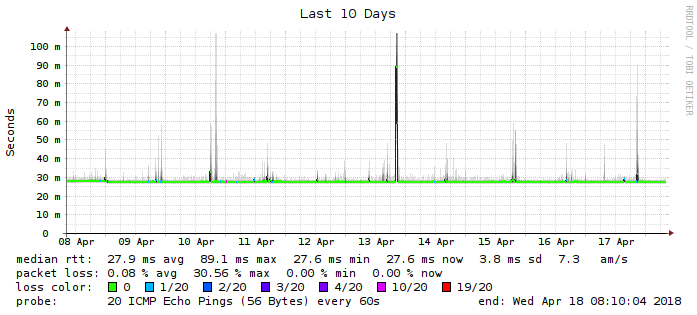 Last 10 Days
RRDTOOL / TOBI OETIKER
Seconds
100 m
90 m
80 m
70 m
60 m
50 m
40 m
30 m
20 m
10 m
0
08 Apr 09 Apr 10 Apr 11 Apr 12 Apr 13 Apr 14 Apr 15 Apr 16 Apr 17 Apr
median rtt: 27.9 ms avg 89.1 ms max 27.6 ms min 27.6 ms now 3.8 ms sd 7.3 am/s
packet loss: 0.08 % avg 30.56 % max 0.00 % min 0.00 % now
loss color: 0 1/20 2/20 3/20 4/20 10/20 19/20
probe: 20 ICMP Echo Pings (56 Bytes) every 60s end: Wed Apr 18 08:10:04 2018